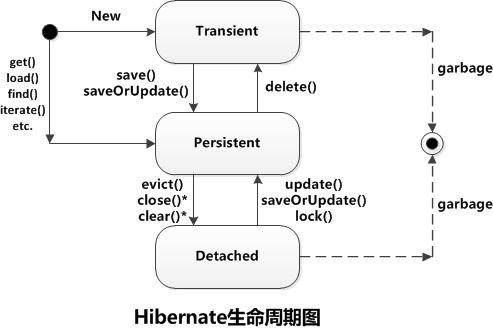 New
Transient
get()
load()
find()
iterate()
etc.
save()
saveOrUpdate()
delete()
garbage
Persistent
evict()
close()*
clear()*
update()
saveOrUpdate()
lock()
garbage
Detached
Hibernate生命周期图